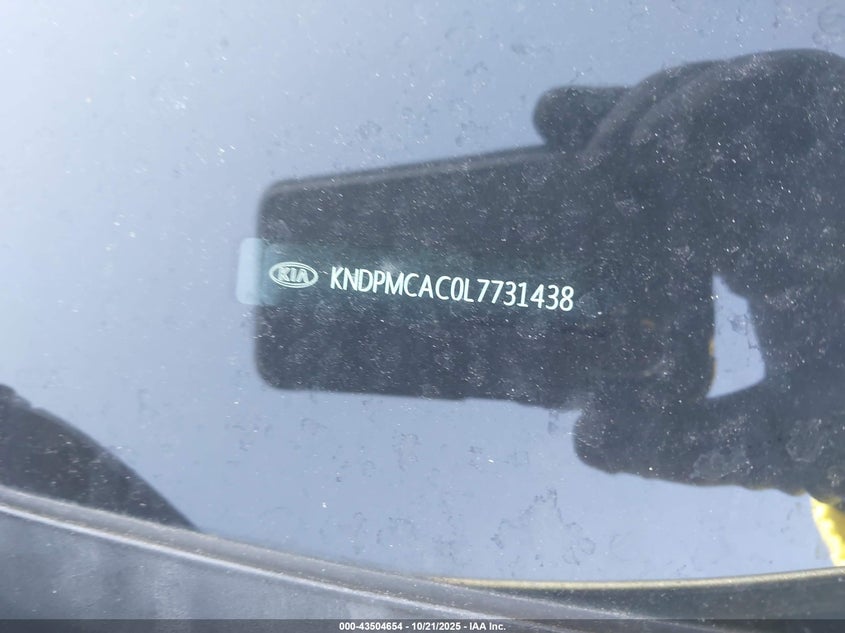 KIA KNDPMCAC0L7731438
000-43504654 - 10/21/2025 - IAA Inc.